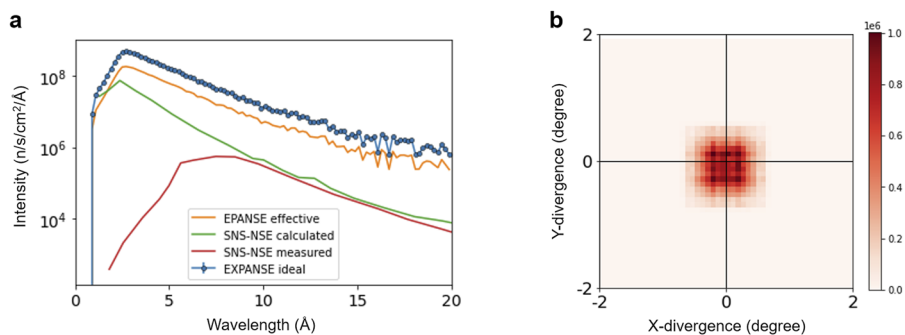 a
b
Intensity (n/s/cm²/Å)
10⁸
10⁶
10⁴
EPANSE effective
SNS-NSE calculated
SNS-NSE measured
EXPANSE ideal
0
5
10
15
20
Wavelength (Å)
Y-divergence (degree)
2
0
-2
-2
0
2
X-divergence (degree)
1e6
1.0
0.8
0.6
0.4
0.2
0.0